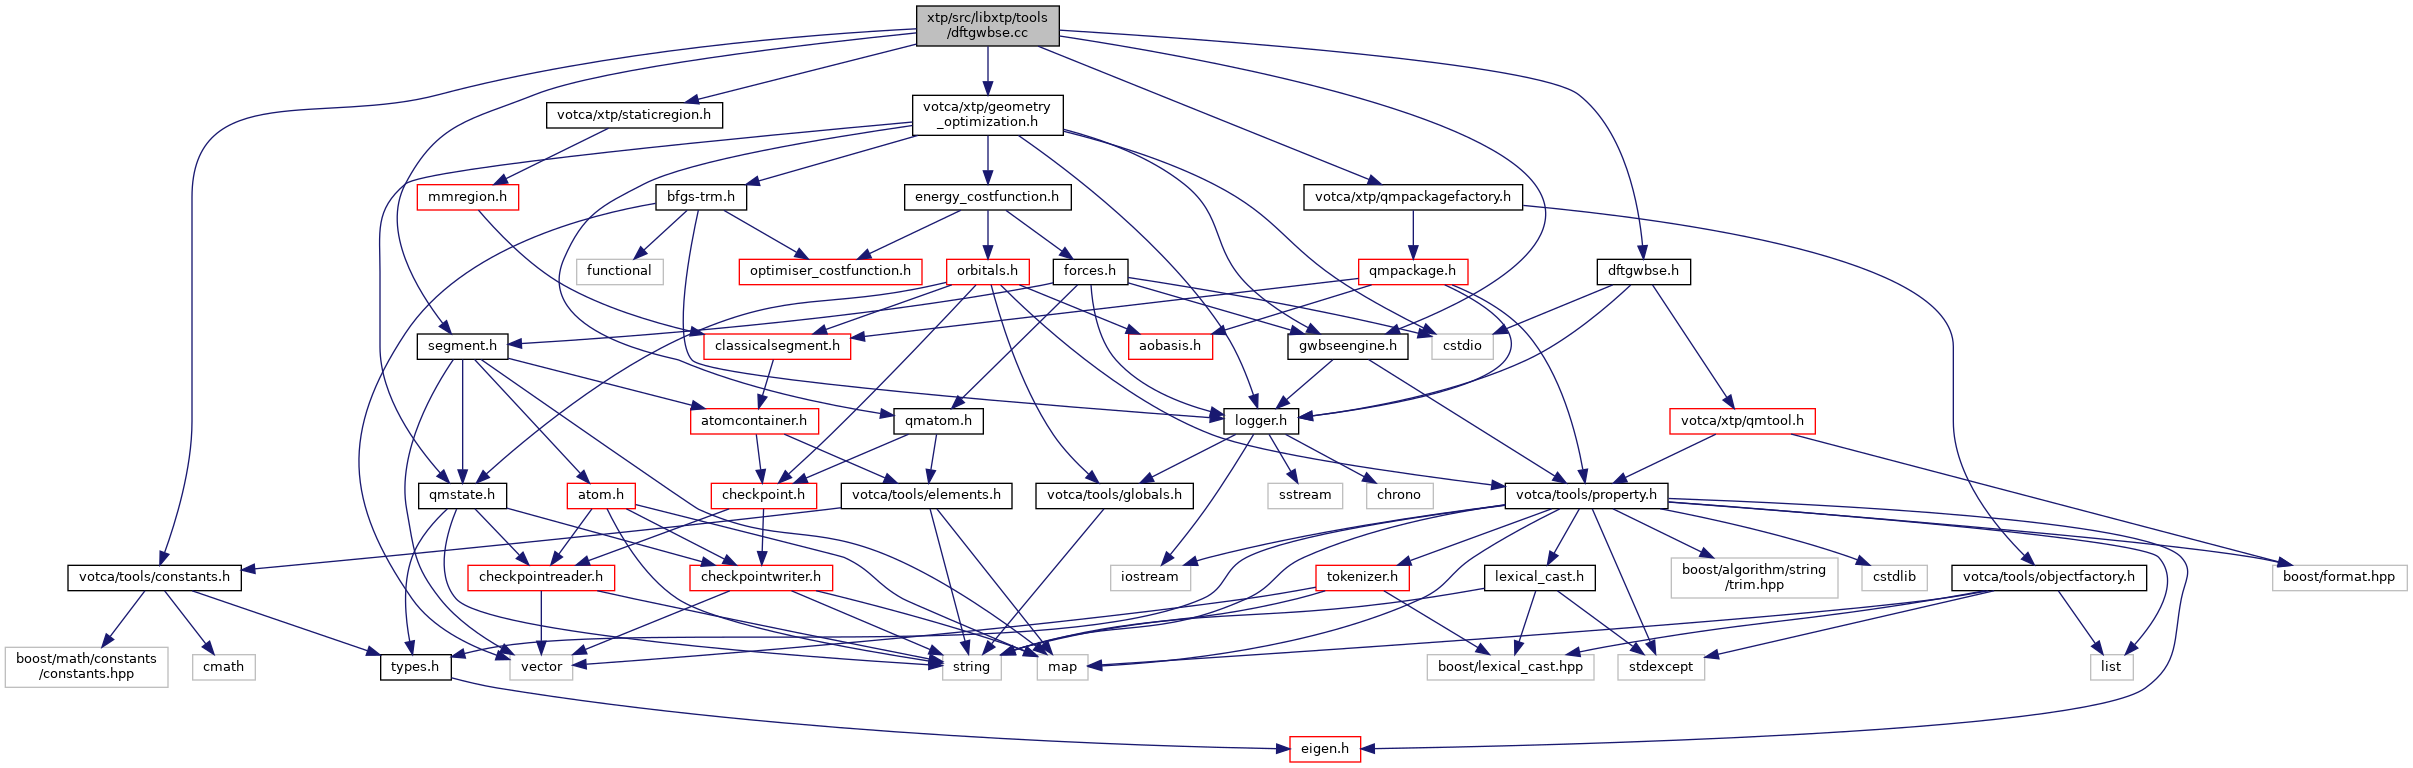 xtp/src/libxtp/tools
/dftgwbse.cc
votca/xtp/staticregion.h
votca/xtp/geometry
_optimization.h
mmregion.h
bfgs-trm.h
energy_costfunction.h
votca/xtp/qmpackagefactory.h
functional
optimiser_costfunction.h
orbitals.h
forces.h
qmpackage.h
dftgwbse.h
segment.h
classicalsegment.h
aobasis.h
gwbseengine.h
cstdio
atomcontainer.h
qmatom.h
logger.h
votca/xtp/qmtool.h
qmstate.h
atom.h
checkpoint.h
votca/tools/elements.h
votca/tools/globals.h
sstream
chrono
votca/tools/property.h
votca/tools/constants.h
checkpointreader.h
checkpointwriter.h
iostream
tokenizer.h
lexical_cast.h
boost/algorithm/string
/trim.hpp
cstdlib
votca/tools/objectfactory.h
boost/format.hpp
boost/math/constants
/constants.hpp
cmath
types.h
vector
string
map
boost/lexical_cast.hpp
stdexcept
list
eigen.h